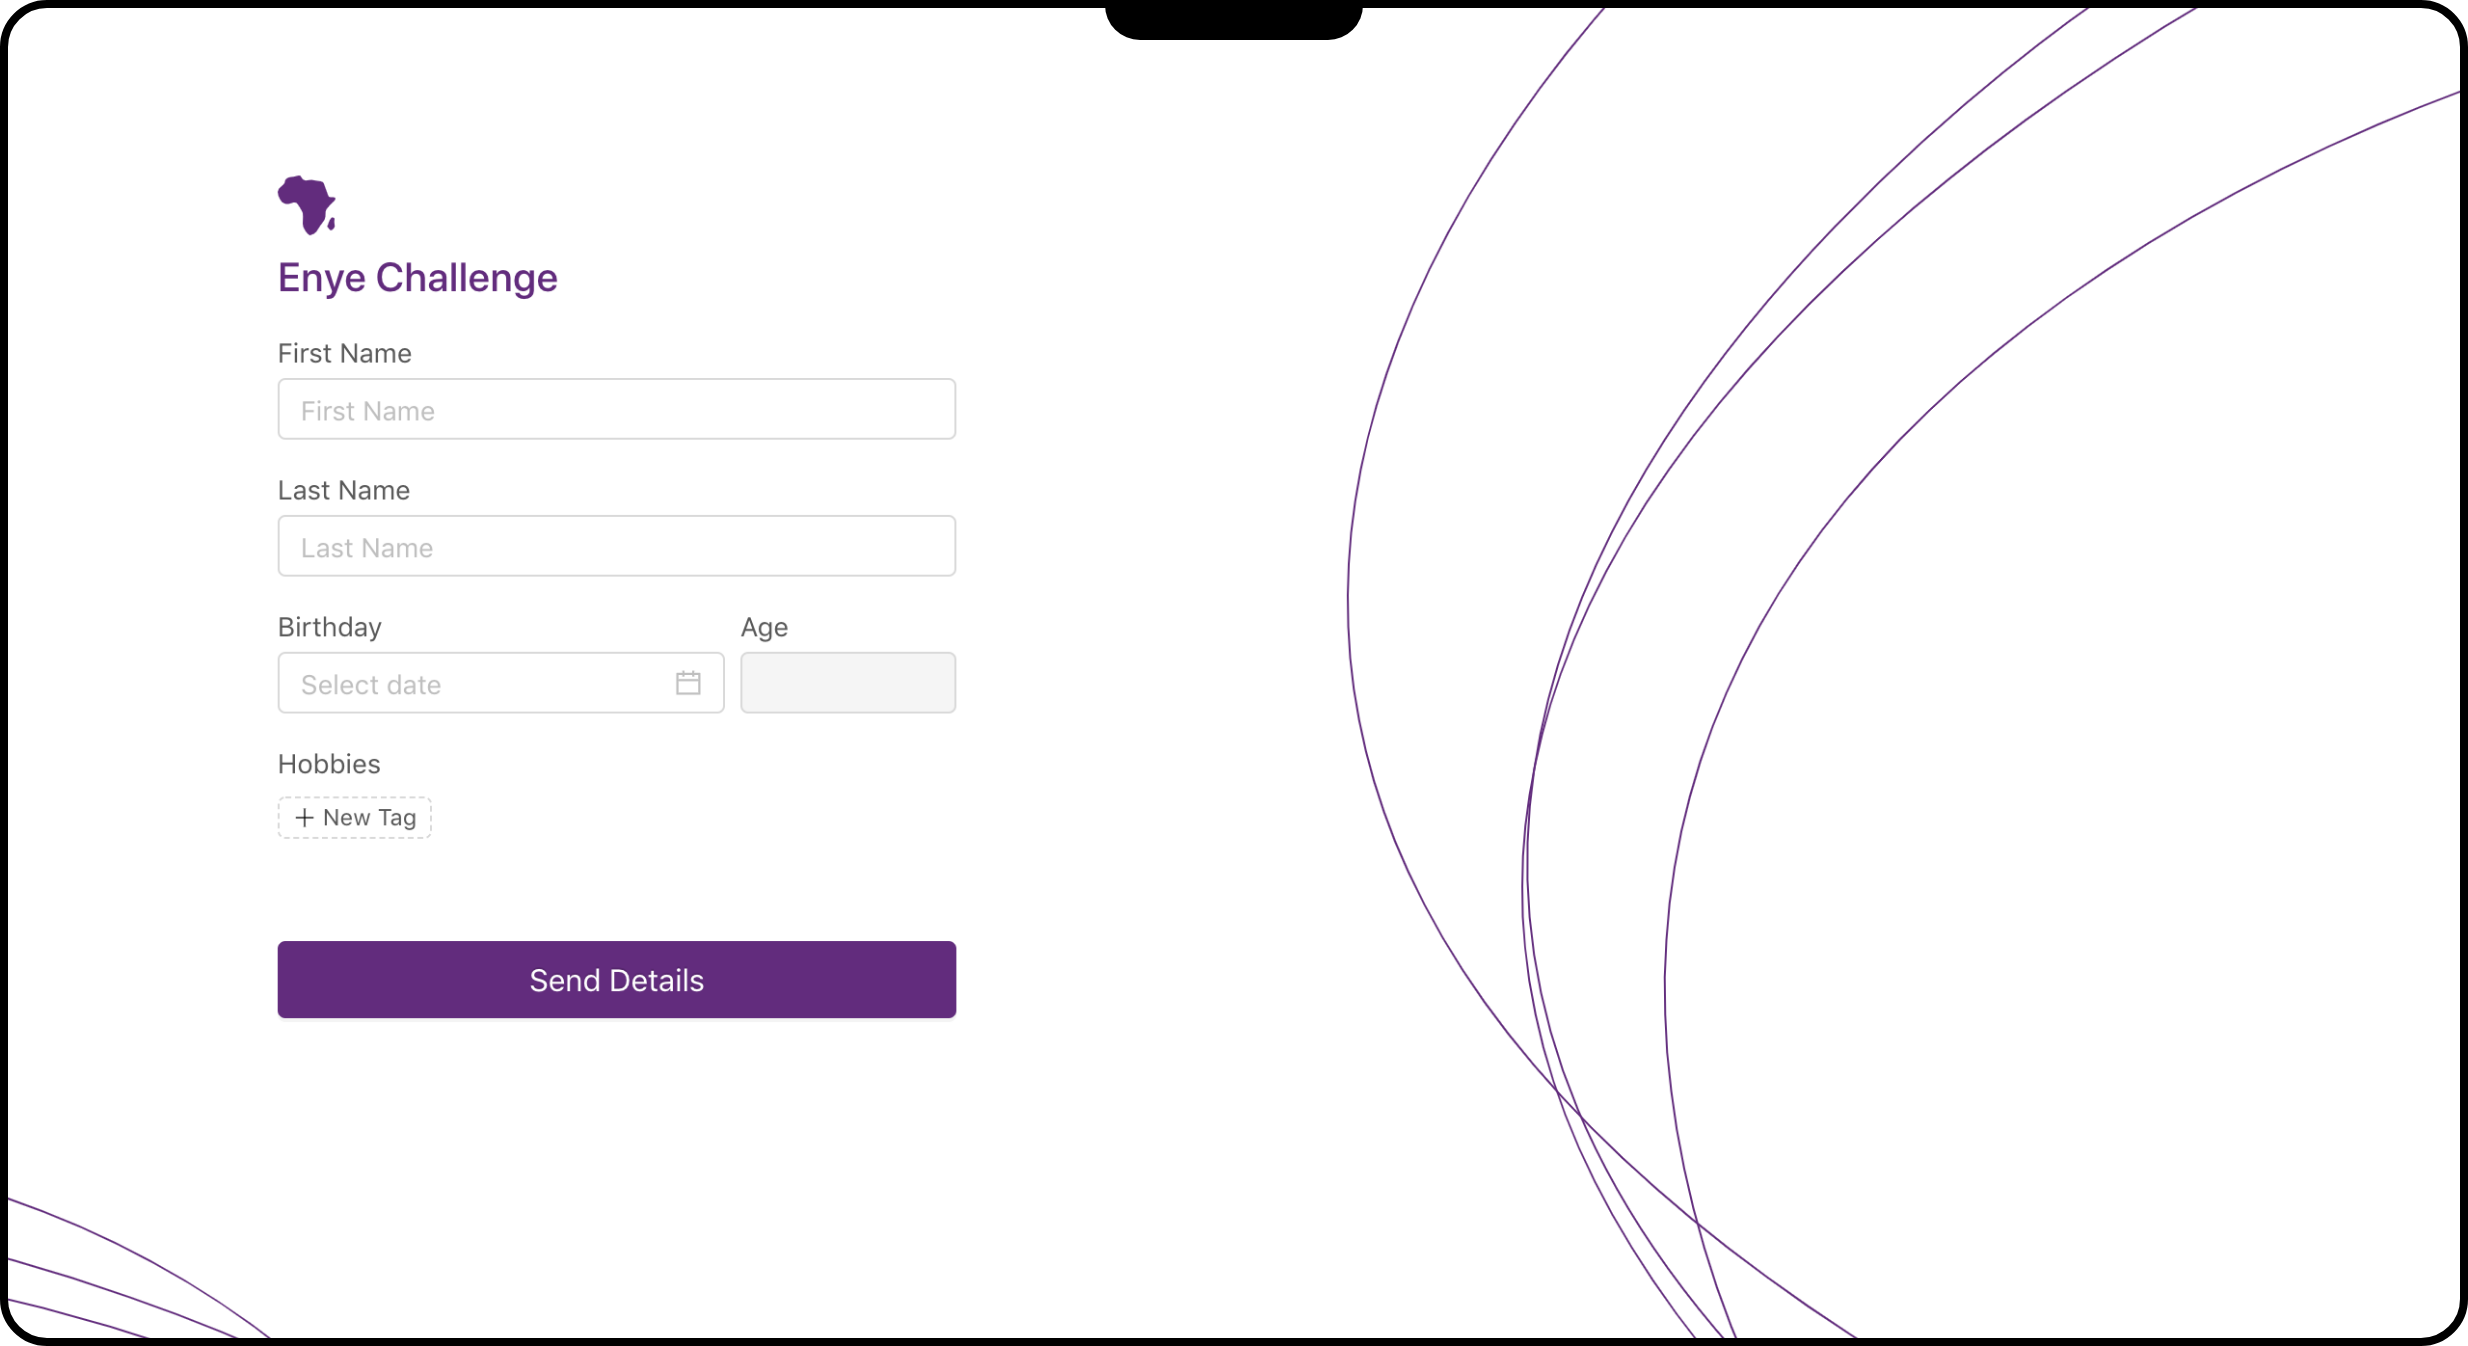 Enye Challenge
First Name
First Name
Last Name
Last Name
Birthday Age
Select date
Hobbies
+ New Tag
Send Details